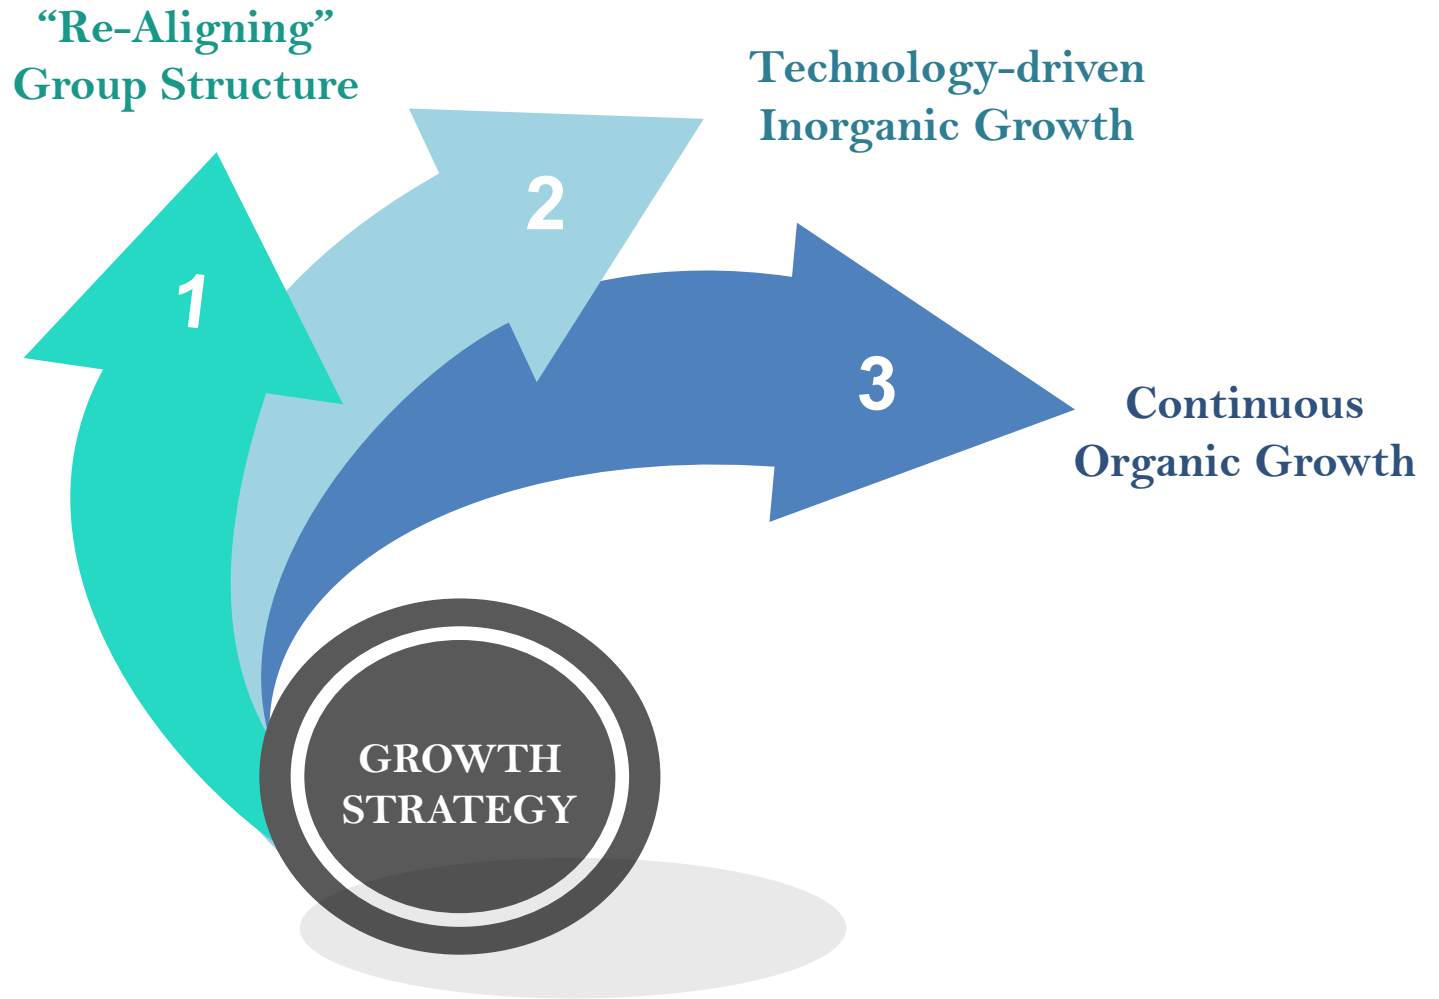 “Re-Aligning”
Group Structure
Technology-driven
Inorganic Growth
1
2
3
Continuous
Organic Growth
GROWTH
STRATEGY